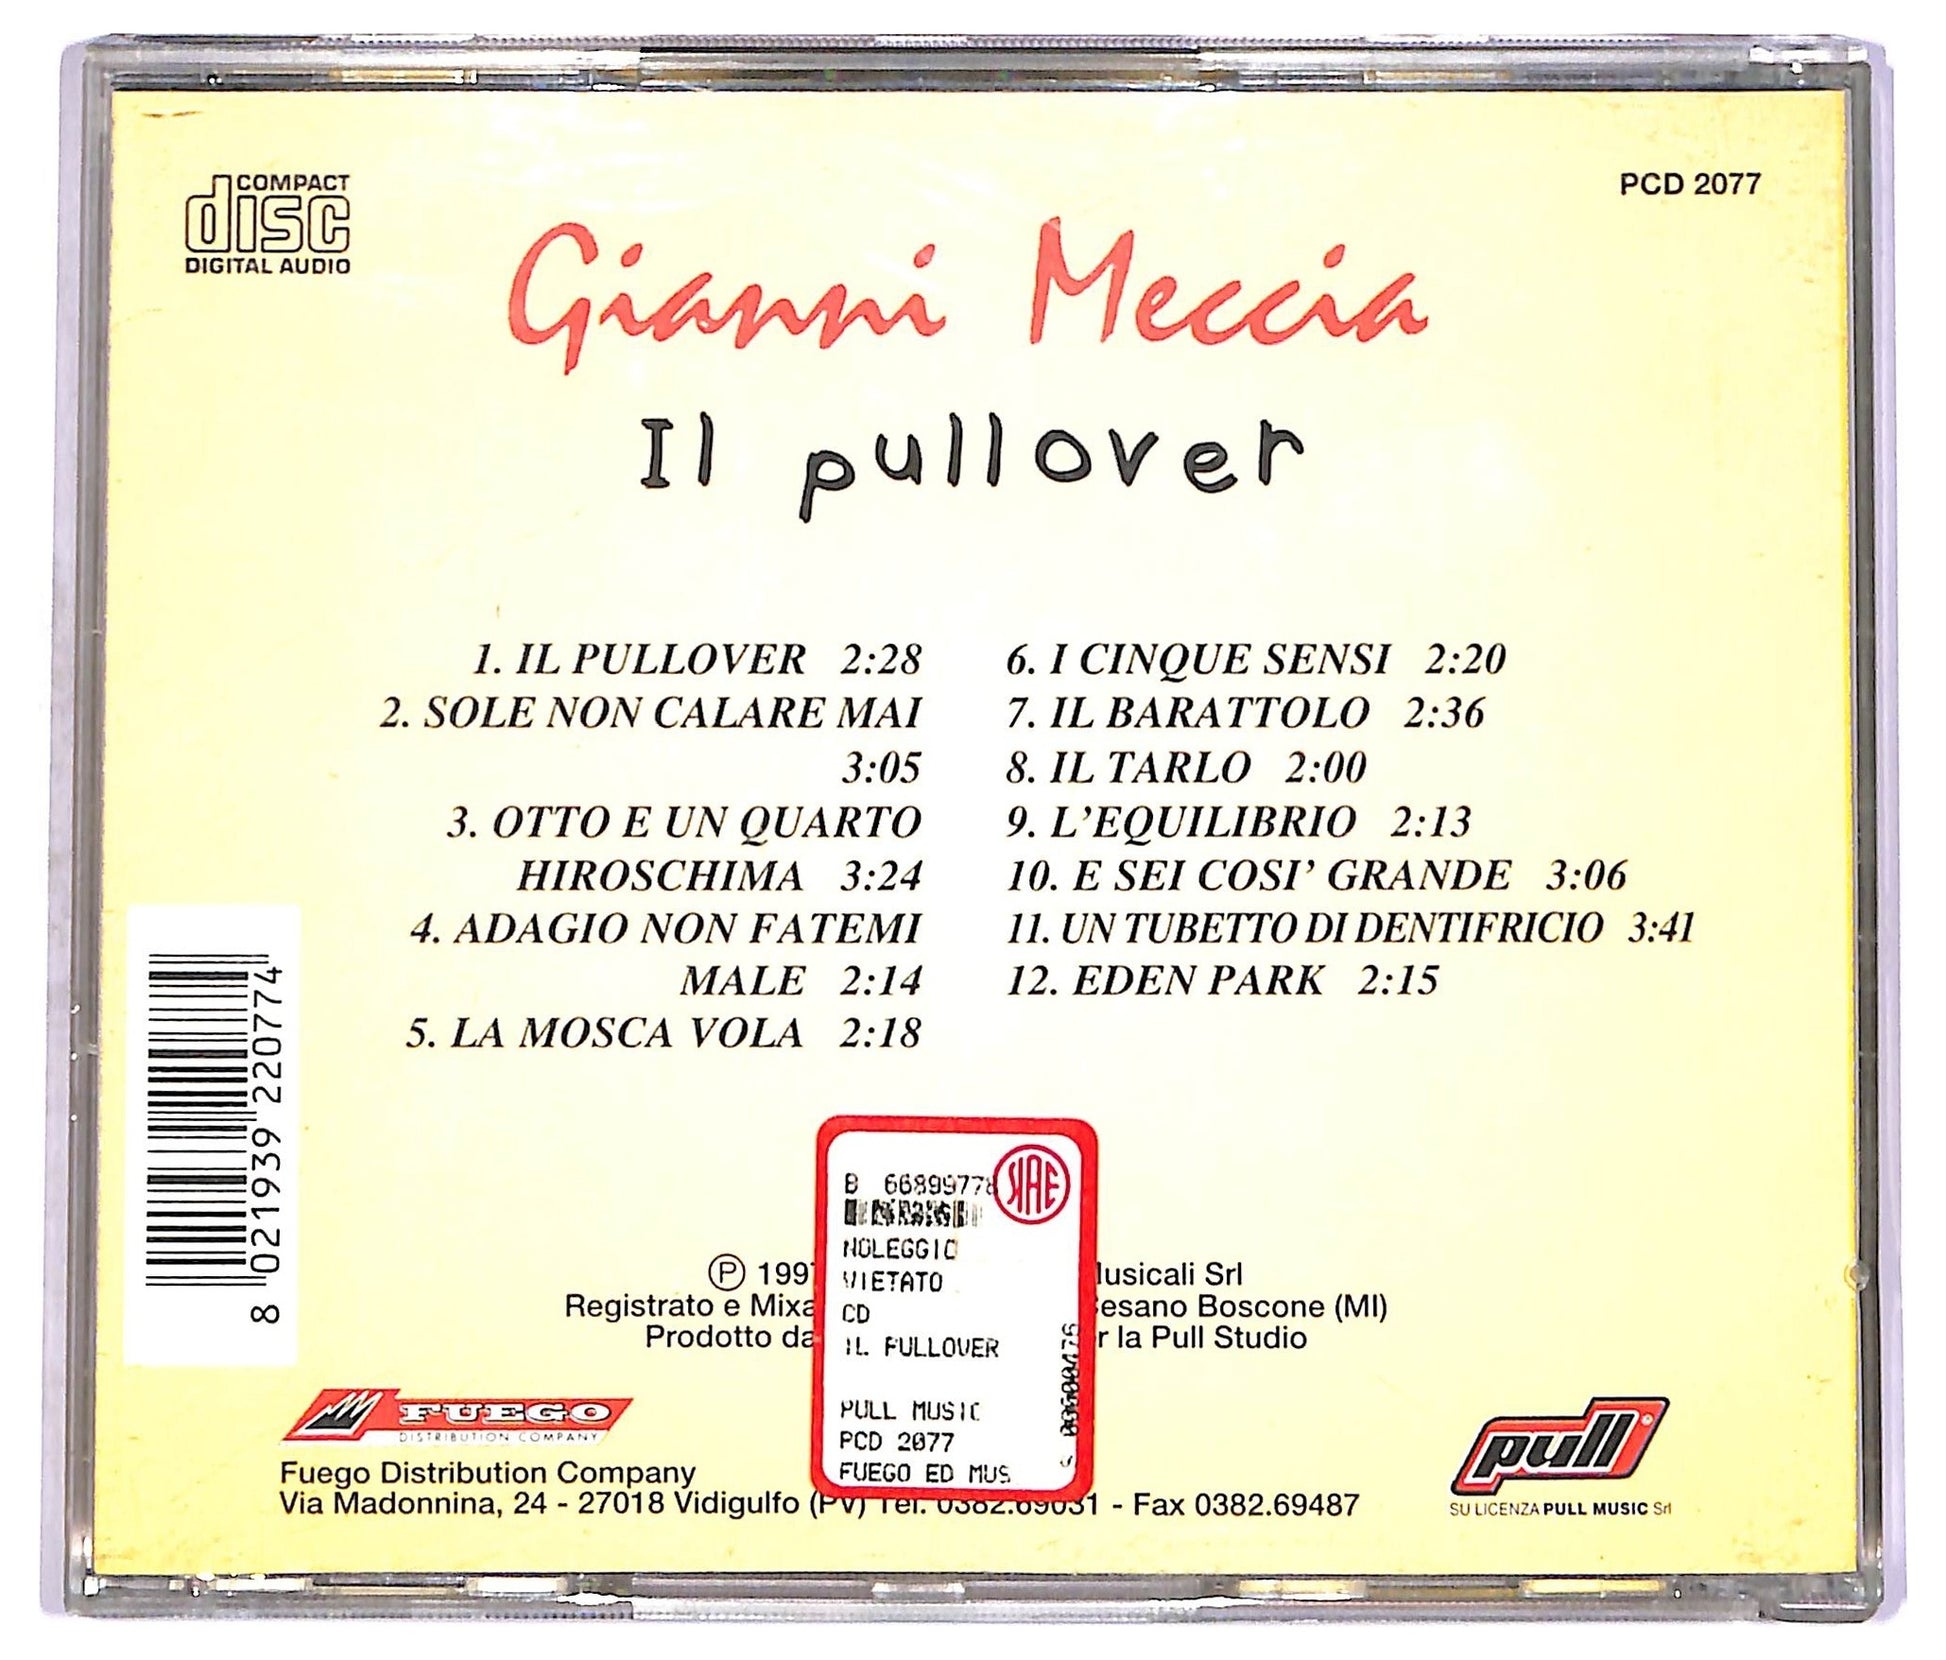 COMPACT
disc
DIGITAL AUDIO
PCD 2077
Gianni Meccia
Il pullover
1. IL PULLOVER 2:28
2. SOLE NON CALARE MAI
3:05
3. OTTO E UN QUARTO
HIROSCHIMA 3:24
4. ADAGIO NON FATEMI
MALE 2:14
5. LA MOSCA VOLA 2:18
6. I CINQUE SENSI 2:20
7. IL BARATTOLO 2:36
8. IL TARLO 2:00
9. L'EQUILIBRIO 2:13
10. E SEI COSI' GRANDE 3:06
11. UN TUBETTO DI DENTIFRICIO 3:41
12. EDEN PARK 2:15
8 021939 220774
B 66899778
SIAE
NOLEGGIO
VIETATO
CD
IL PULLOVER
PULL MUSIC
PCD 2077
FUEGO ED MUS
Ⓟ 199 Srl
Registrato e Boscone (MI)
Prodotto la Pull Studio
FUEGO
DISTRIBUTION COMPANY
Fuego Distribution Company
Via Madonnina, 24 - 27018 Vidigulfo (PV) Tel. 0382.69031 - Fax 0382.69487
pull
SU LICENZA PULL MUSIC Srl